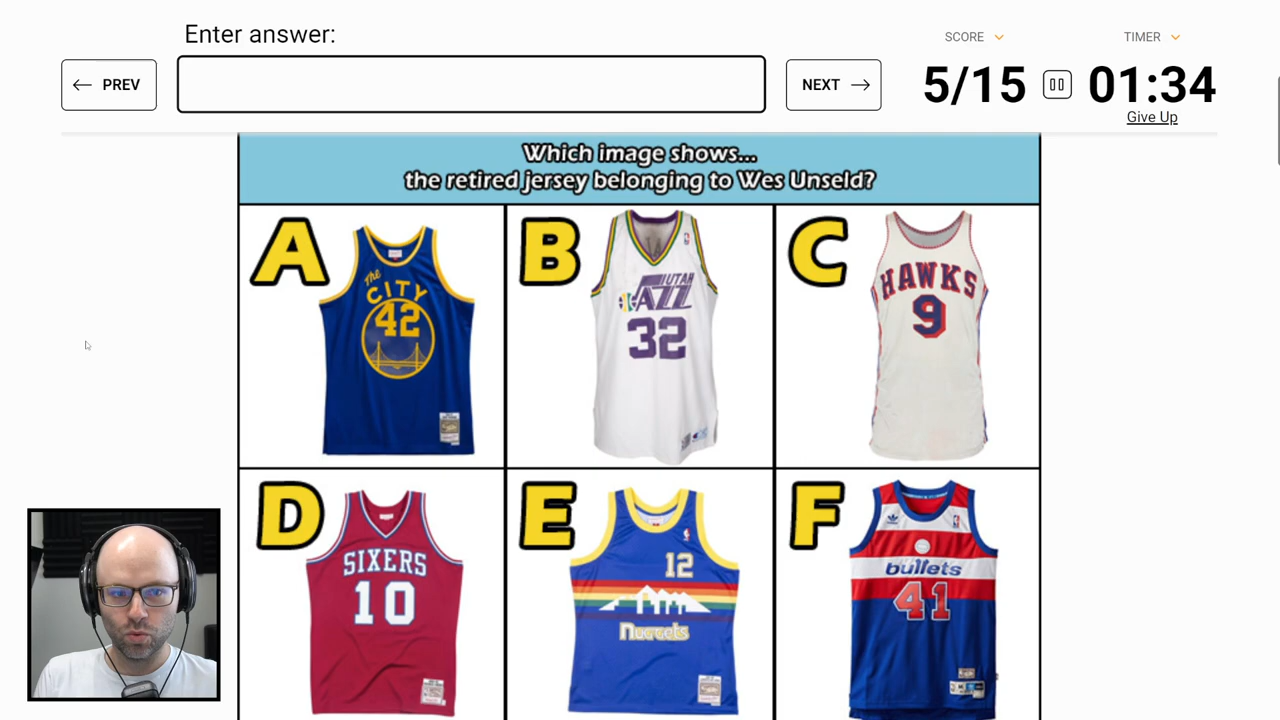 Enter answer:
PREV
NEXT
SCORE
5/15
TIMER
01:34
Give Up
Which image shows...
the retired jersey belonging to Wes Unseld?
A
The
CITY
42
B
UTAH
JAZZ
32
C
HAWKS
9
D
SIXERS
10
E
12
Nuggets
F
bullets
41